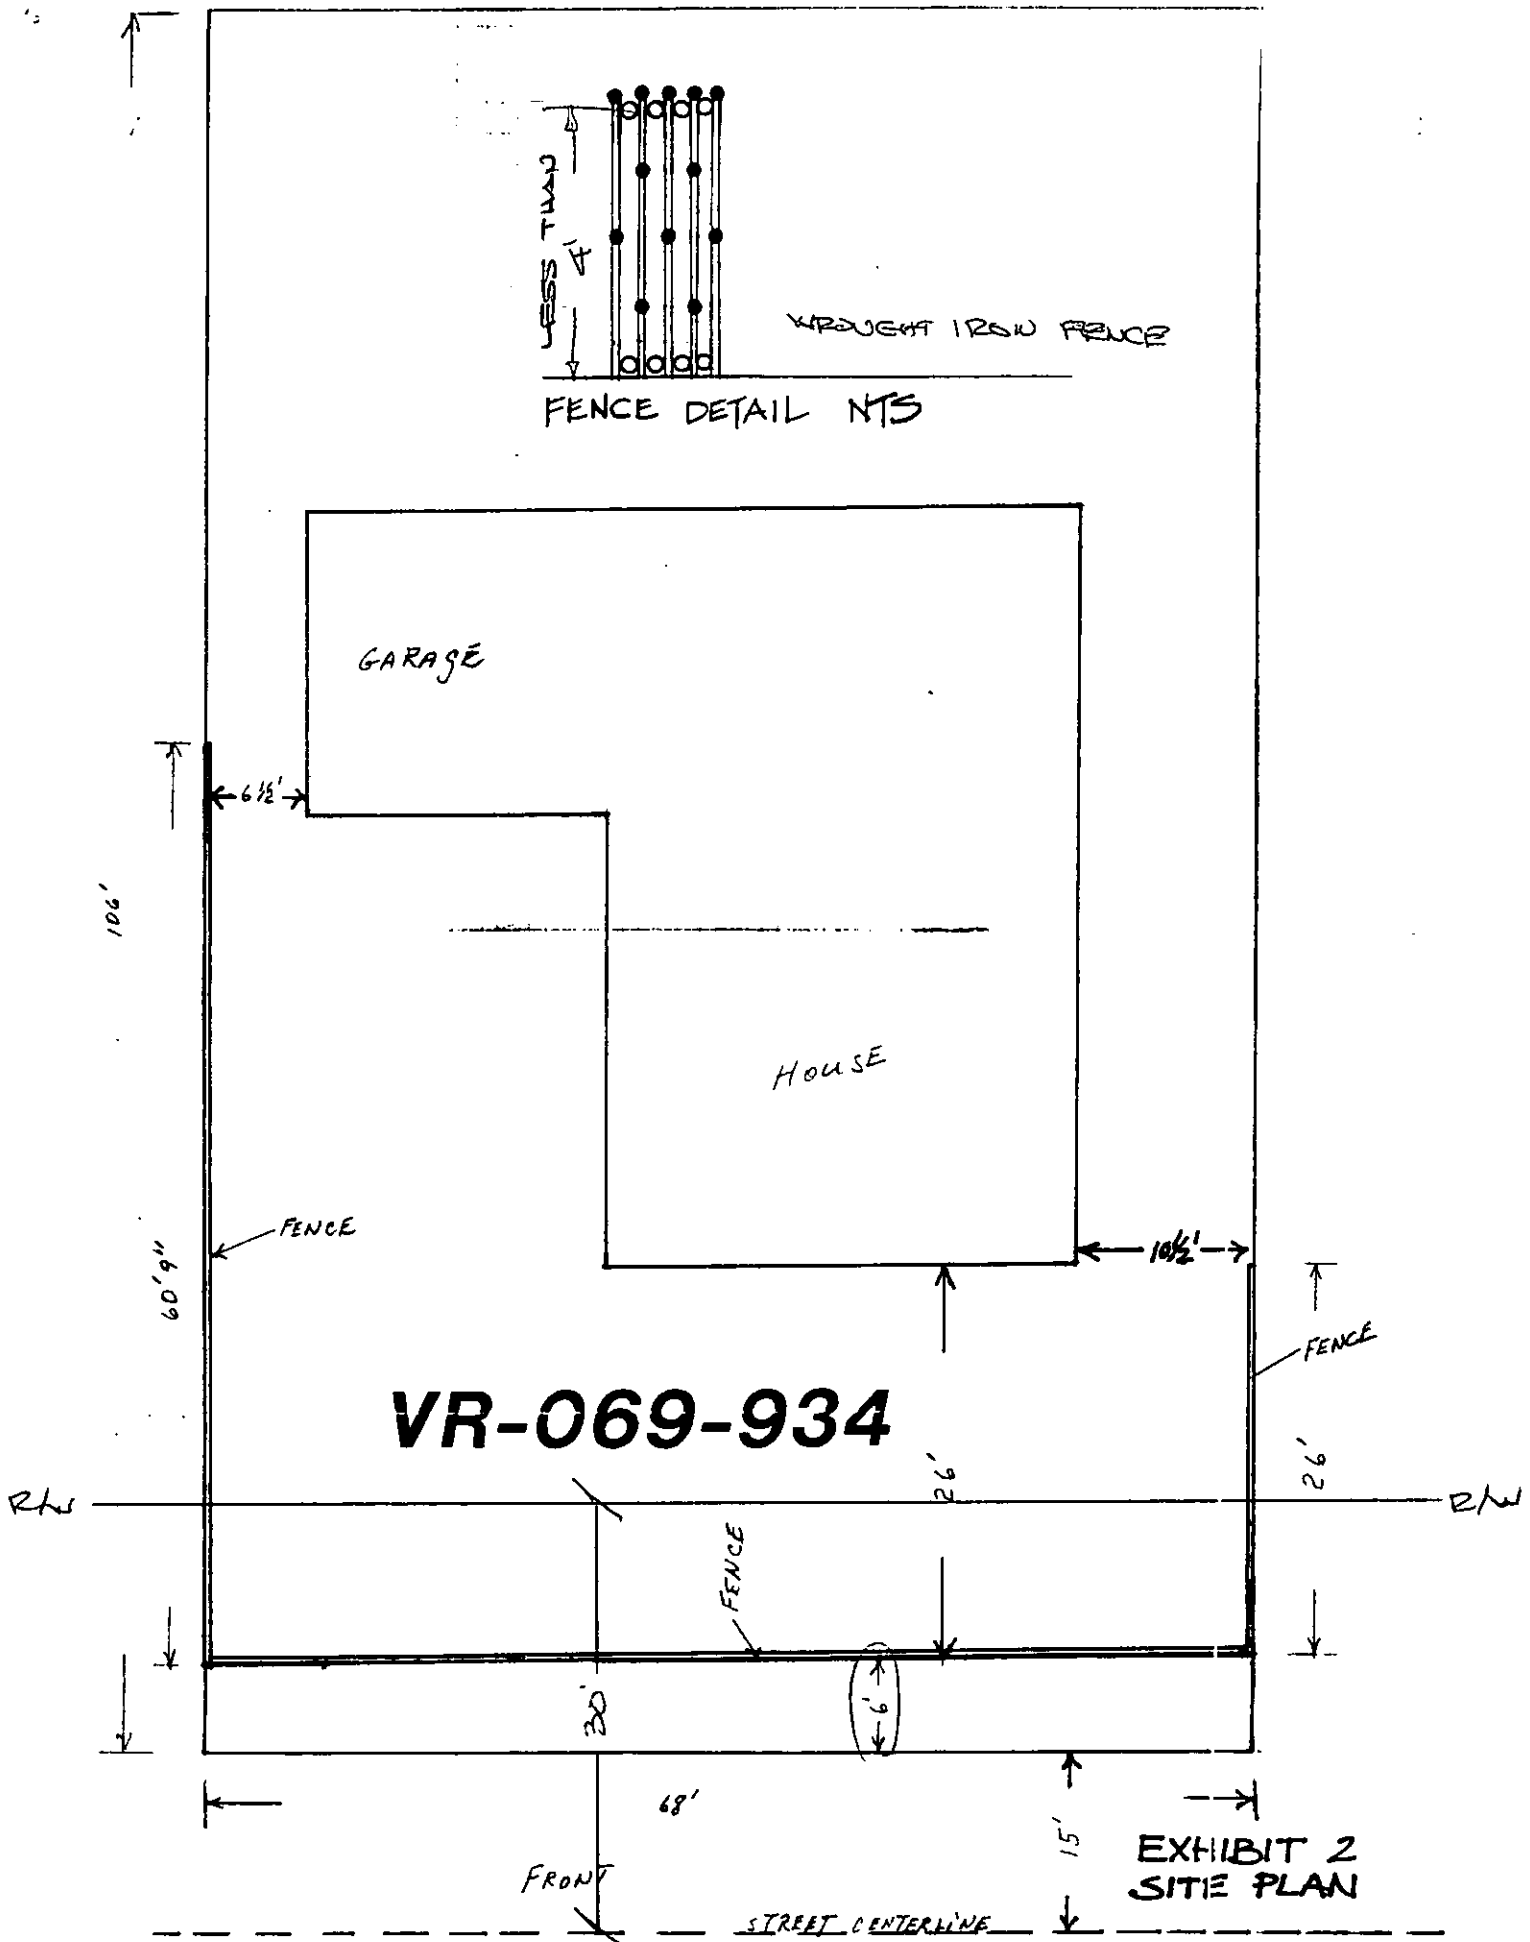 LESS THAN
4'
WROUGHT IRON FENCE
FENCE DETAIL NTS
GARAGE
6½'
106'
HOUSE
FENCE
10½'
60'9"
FENCE
VR-069-934
26'
26'
R/W
R/W
FENCE
30'
6'
68'
15'
EXHIBIT 2
SITE PLAN
FRONT
STREET CENTERLINE